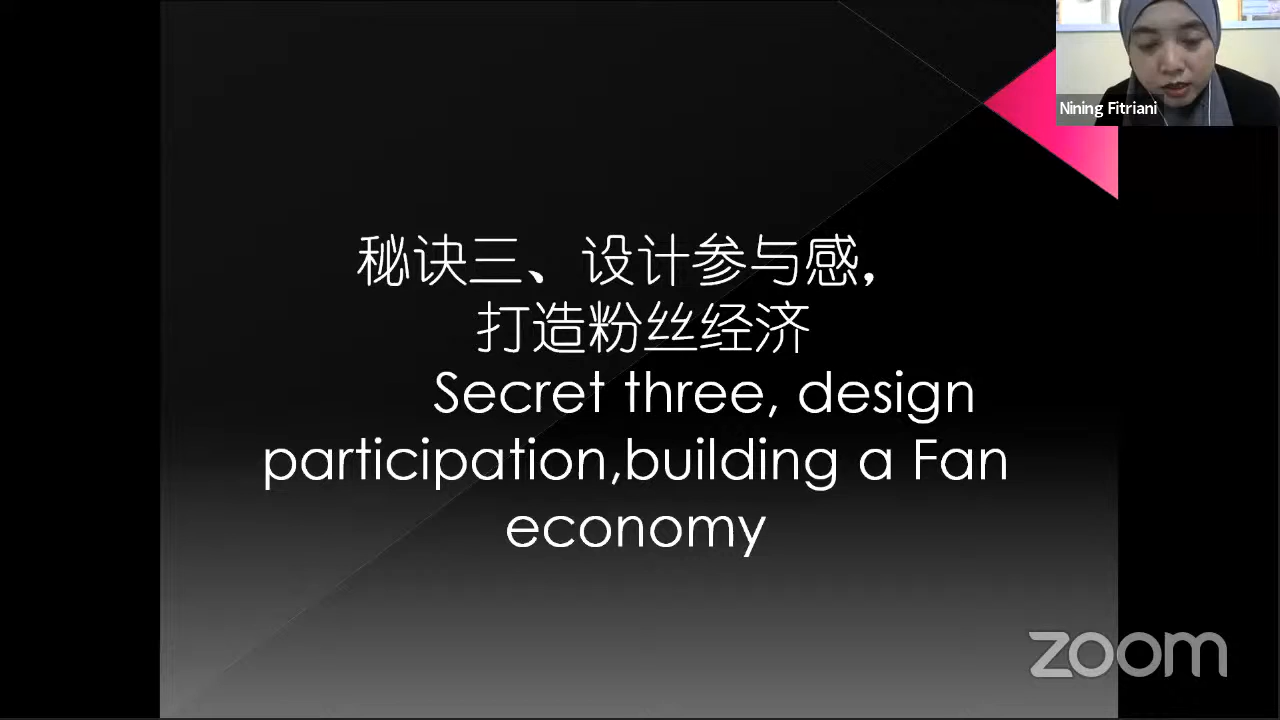 Nining Fitriani
秘诀三、设计参与感，
打造粉丝经济
Secret three, design
participation,building a Fan
economy
zoom